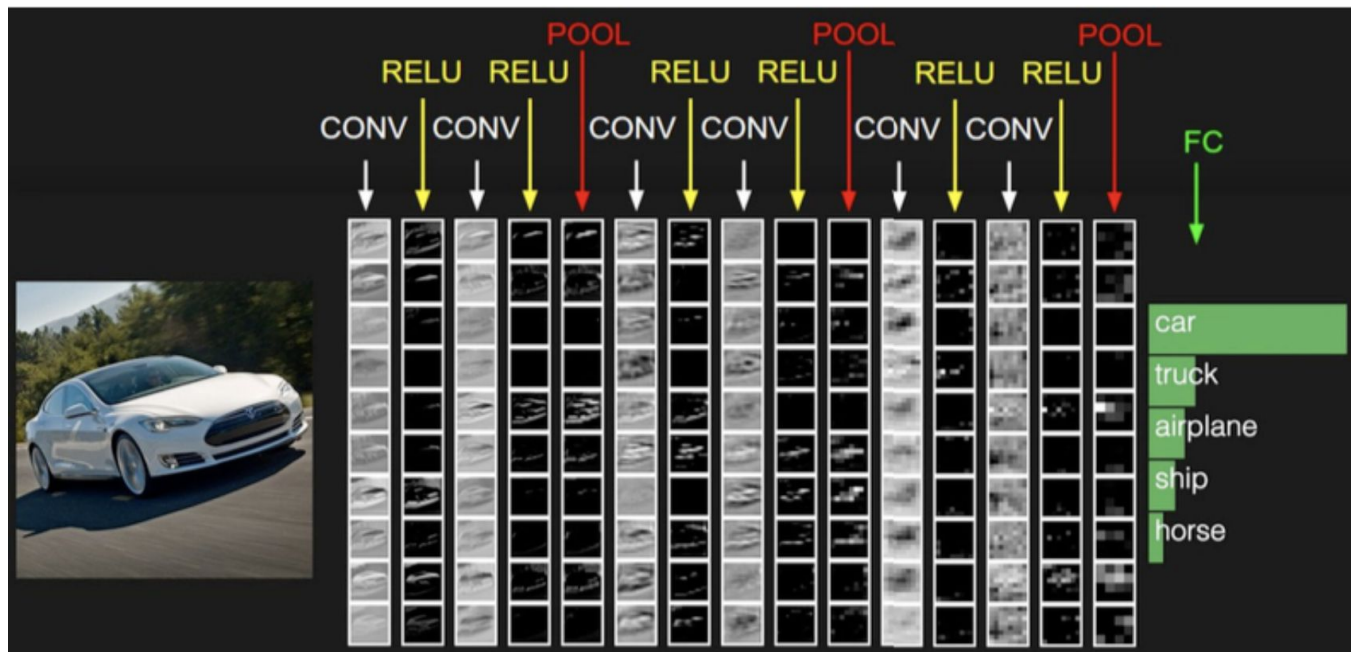 POOL POOL POOL
RELU RELU RELU RELU RELU RELU
CONV CONV CONV CONV CONV CONV
FC
car
truck
airplane
ship
horse